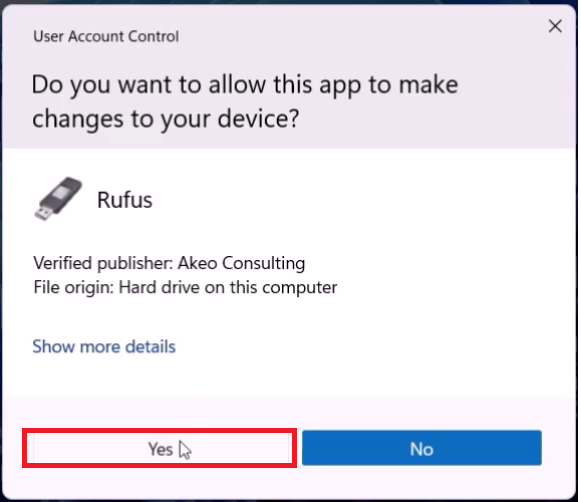 User Account Control
Do you want to allow this app to make
changes to your device?
Rufus
Verified publisher: Akeo Consulting
File origin: Hard drive on this computer
Show more details
Yes
No